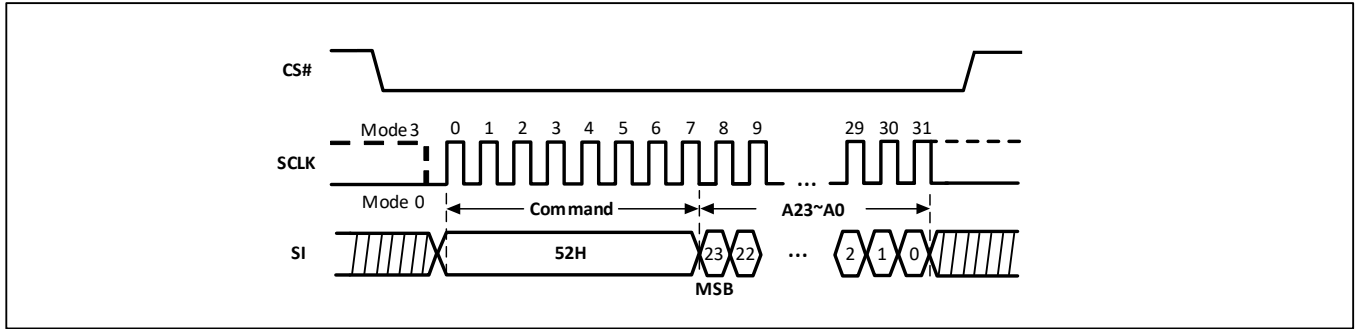 CS#
Mode 3 0 1 2 3 4 5 6 7 8 9 29 30 31
SCLK
...
Mode 0 Command A23~A0
SI 52H 23 22 ... 2 1 0
MSB